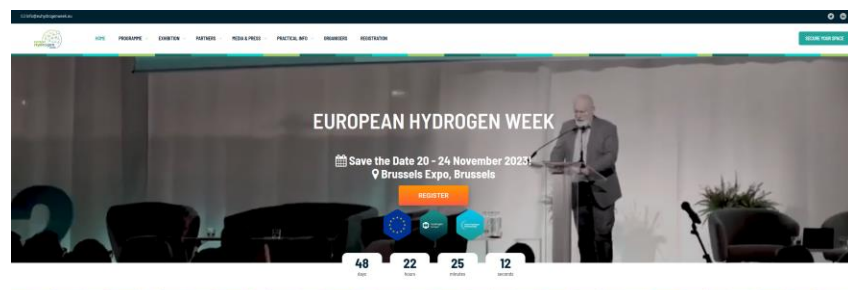 info@euhydrogenweek.eu
HOME PROGRAMME EXHIBITION PARTNERS MEDIA & PRESS PRACTICAL INFO ORGANISERS REGISTRATION
SECURE YOUR SPACE
EUROPEAN HYDROGEN WEEK
Save the Date 20 - 24 November 2023!
Brussels Expo, Brussels
REGISTER
48 22 25 12
days hours minutes seconds